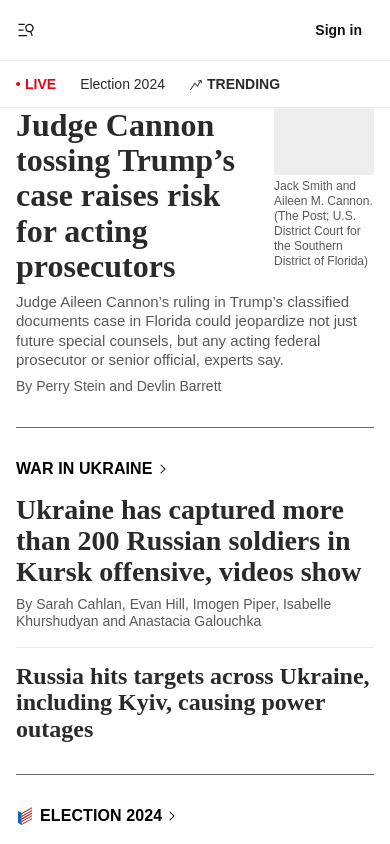 Sign in
• LIVE Election 2024 TRENDING
Judge Cannon
tossing Trump’s
case raises risk
for acting
prosecutors
Jack Smith and
Aileen M. Cannon.
(The Post; U.S.
District Court for
the Southern
District of Florida)
Judge Aileen Cannon’s ruling in Trump’s classified
documents case in Florida could jeopardize not just
future special counsels, but any acting federal
prosecutor or senior official, experts say.
By Perry Stein and Devlin Barrett
WAR IN UKRAINE
Ukraine has captured more
than 200 Russian soldiers in
Kursk offensive, videos show
By Sarah Cahlan, Evan Hill, Imogen Piper, Isabelle
Khurshudyan and Anastacia Galouchka
Russia hits targets across Ukraine,
including Kyiv, causing power
outages
ELECTION 2024